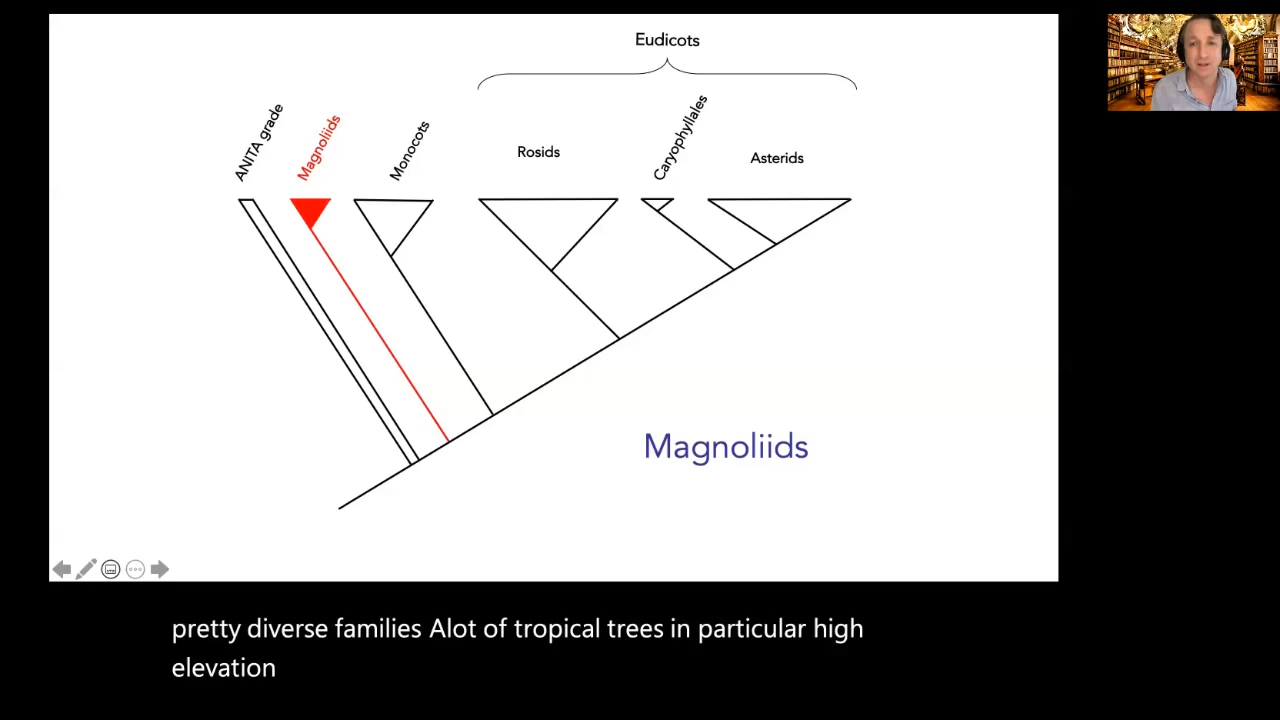 Eudicots
ANITA grade
Magnoliids
Monocots
Rosids
Caryophyllales
Asterids
Magnoliids
pretty diverse families Alot of tropical trees in particular high
elevation